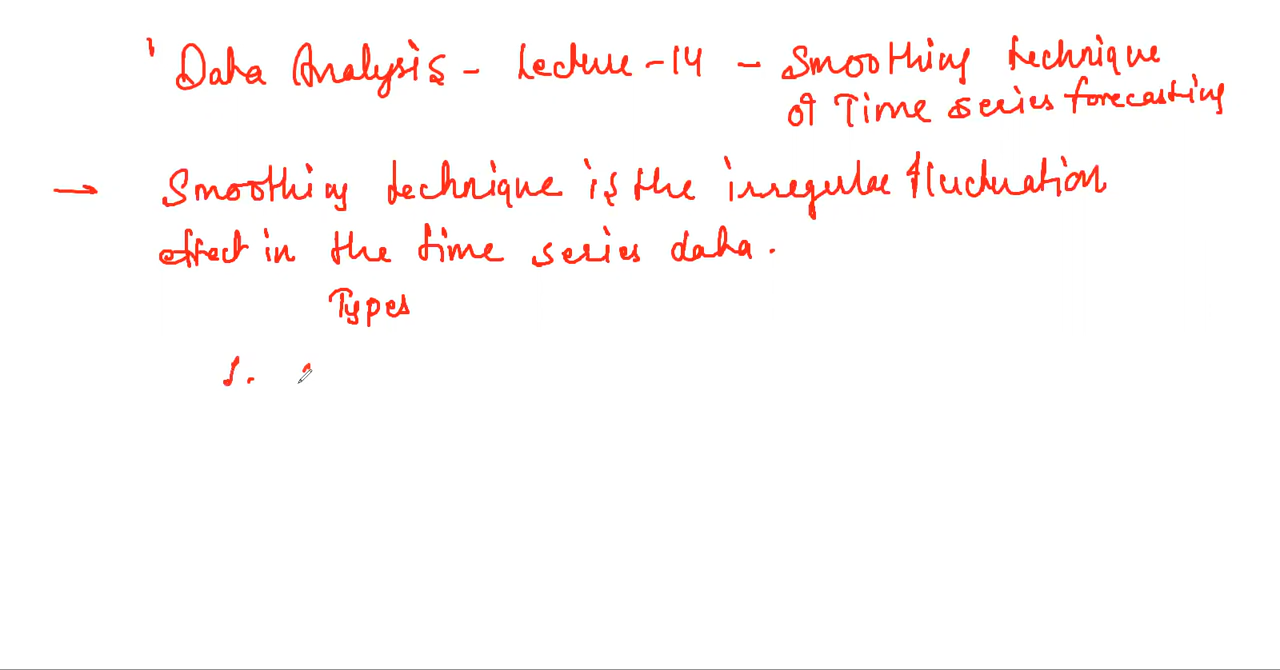 Data Analysis - Lecture - 14 - Smoothing technique
of Time series forecasting
→ Smoothing technique is the irregular fluctuation
effect in the time series data.
Types
1.